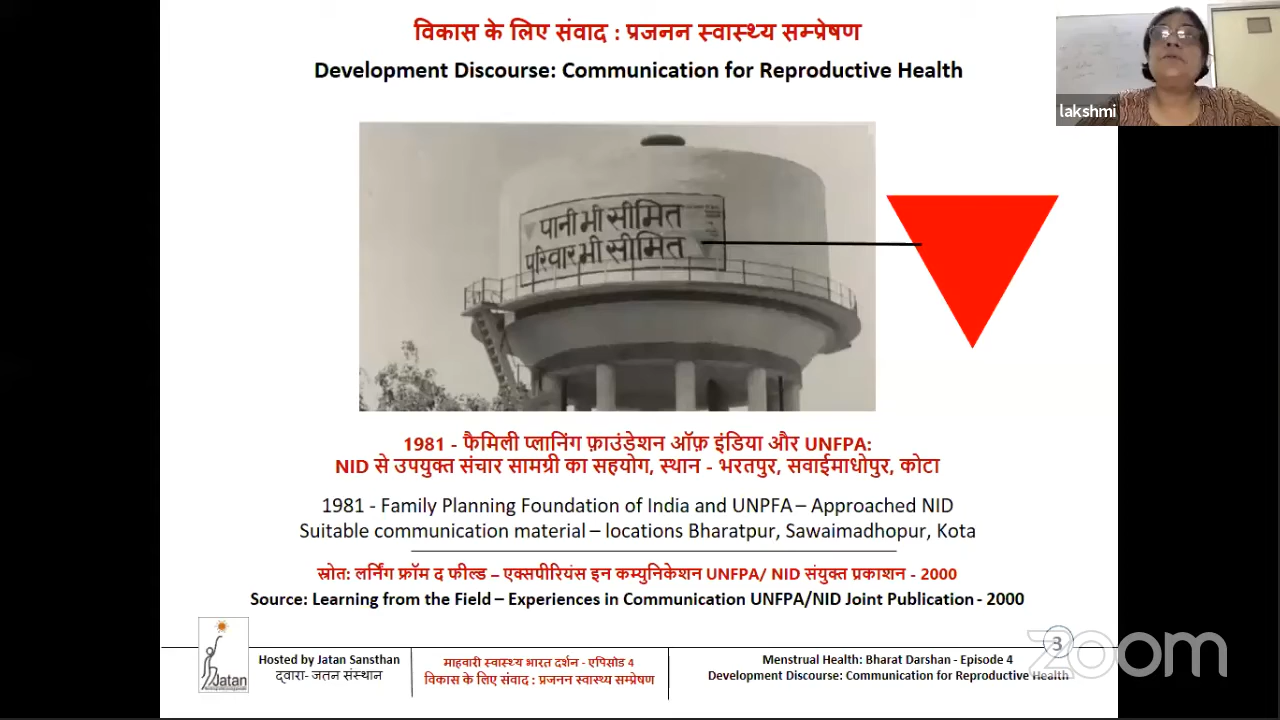 विकास के लिए संवाद : प्रजनन स्वास्थ्य सम्प्रेषण
Development Discourse: Communication for Reproductive Health
lakshmi
पानी भी सीमित
परिवार भी सीमित
1981 - फैमिली प्लानिंग फ़ाउंडेशन ऑफ़ इंडिया और UNFPA:
NID से उपयुक्त संचार सामग्री का सहयोग, स्थान - भरतपुर, सवाईमाधोपुर, कोटा
1981 - Family Planning Foundation of India and UNPFA – Approached NID
Suitable communication material – locations Bharatpur, Sawaimadhopur, Kota
स्रोत: लर्निंग फ्रॉम द फील्ड – एक्सपीरियंस इन कम्युनिकेशन UNFPA/ NID संयुक्त प्रकाशन - 2000
Source: Learning from the Field – Experiences in Communication UNFPA/NID Joint Publication - 2000
Jatan
Hosted by Jatan Sansthan
द्वारा- जतन संस्थान
माहवारी स्वास्थ्य भारत दर्शन - एपिसोड 4
विकास के लिए संवाद : प्रजनन स्वास्थ्य सम्प्रेषण
3
Menstrual Health: Bharat Darshan - Episode 4
Development Discourse: Communication for Reproductive Health
zoom